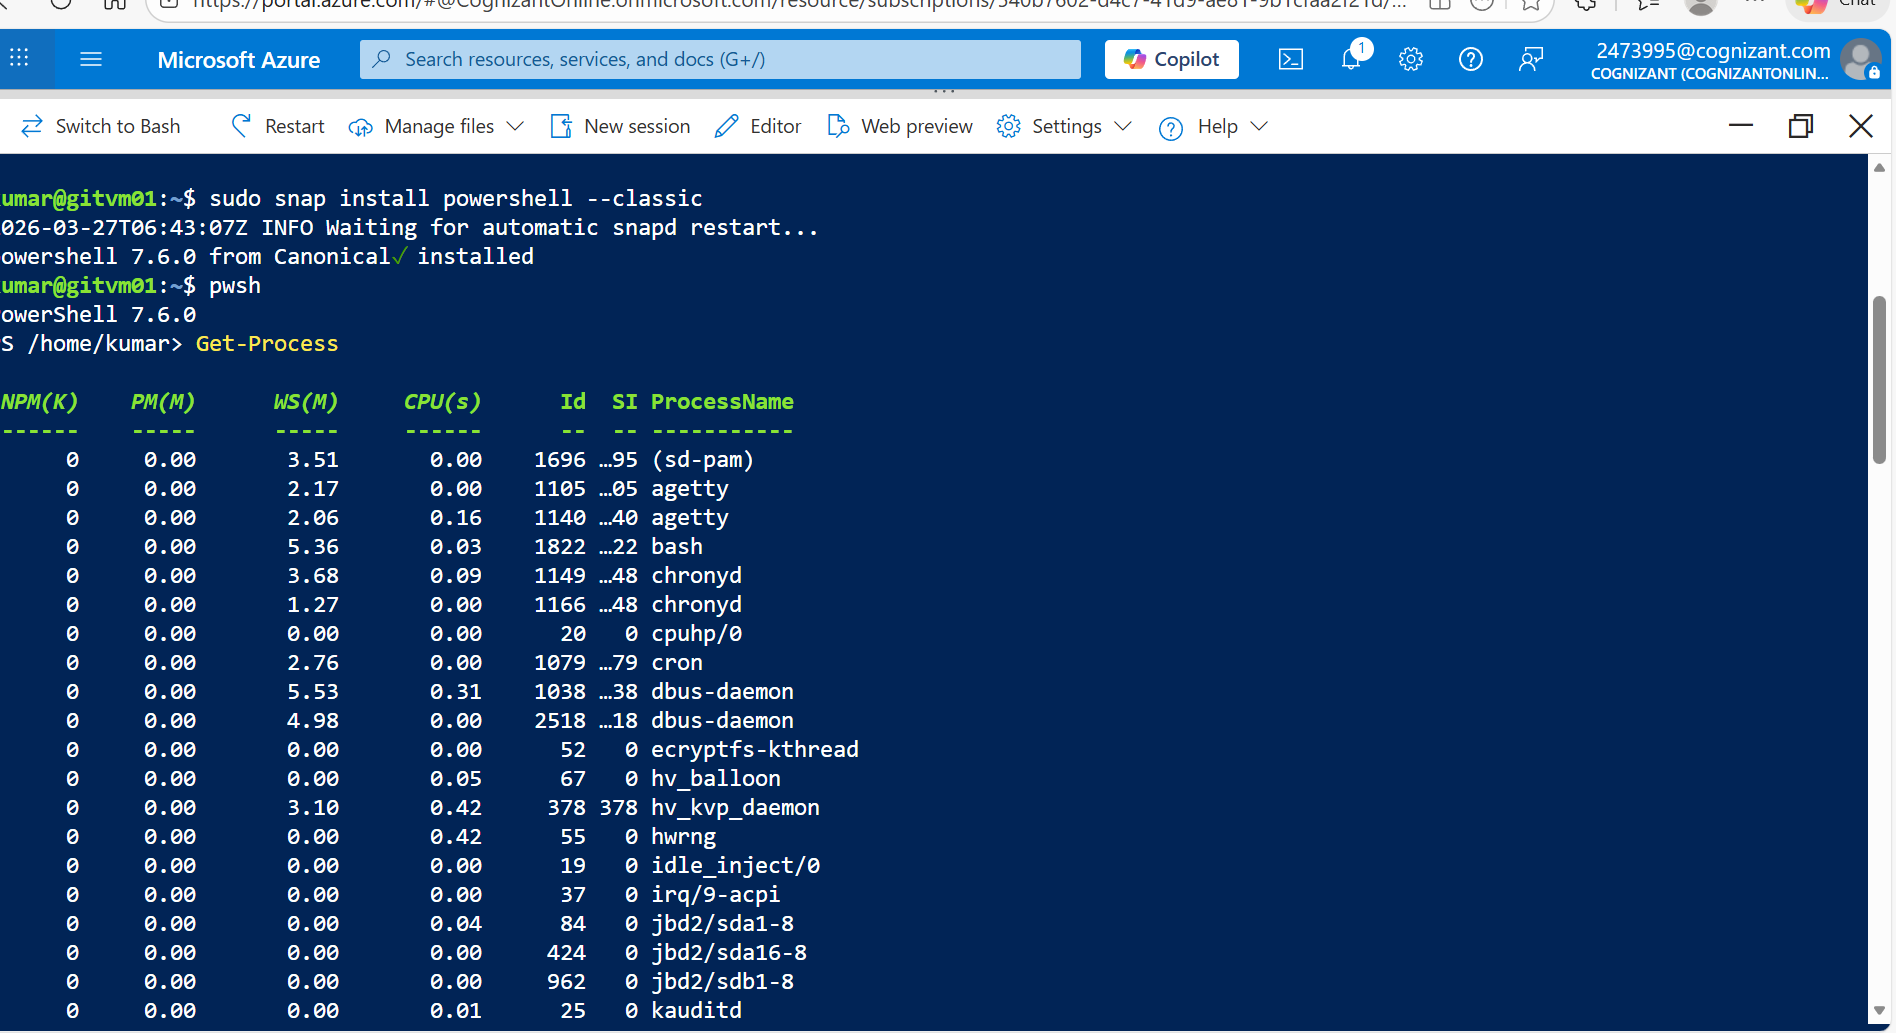 https://portal.azure.com/#@CognizantOnline.onmicrosoft.com/resource/subscriptions/
Chat
Microsoft Azure
Search resources, services, and docs (G+/)
Copilot
1
2473995@cognizant.com
COGNIZANT (COGNIZANTONLIN...
Switch to Bash
Restart
Manage files
New session
Editor
Web preview
Settings
Help
umar@gitvm01:~$ sudo snap install powershell --classic
026-03-27T06:43:07Z INFO Waiting for automatic snapd restart...
owershell 7.6.0 from Canonical✓ installed
umar@gitvm01:~$ pwsh
owerShell 7.6.0
S /home/kumar> Get-Process
NPM(K) PM(M) WS(M) CPU(s) Id SI ProcessName
------ ----- ----- ------ -- -- -----------
0 0.00 3.51 0.00 1696 …95 (sd-pam)
0 0.00 2.17 0.00 1105 …05 agetty
0 0.00 2.06 0.16 1140 …40 agetty
0 0.00 5.36 0.03 1822 …22 bash
0 0.00 3.68 0.09 1149 …48 chronyd
0 0.00 1.27 0.00 1166 …48 chronyd
0 0.00 0.00 0.00 20 0 cpuhp/0
0 0.00 2.76 0.00 1079 …79 cron
0 0.00 5.53 0.31 1038 …38 dbus-daemon
0 0.00 4.98 0.00 2518 …18 dbus-daemon
0 0.00 0.00 0.00 52 0 ecryptfs-kthread
0 0.00 0.00 0.05 67 0 hv_balloon
0 0.00 3.10 0.42 378 378 hv_kvp_daemon
0 0.00 0.00 0.42 55 0 hwrng
0 0.00 0.00 0.00 19 0 idle_inject/0
0 0.00 0.00 0.00 37 0 irq/9-acpi
0 0.00 0.00 0.04 84 0 jbd2/sda1-8
0 0.00 0.00 0.00 424 0 jbd2/sda16-8
0 0.00 0.00 0.00 962 0 jbd2/sdb1-8
0 0.00 0.00 0.01 25 0 kauditd